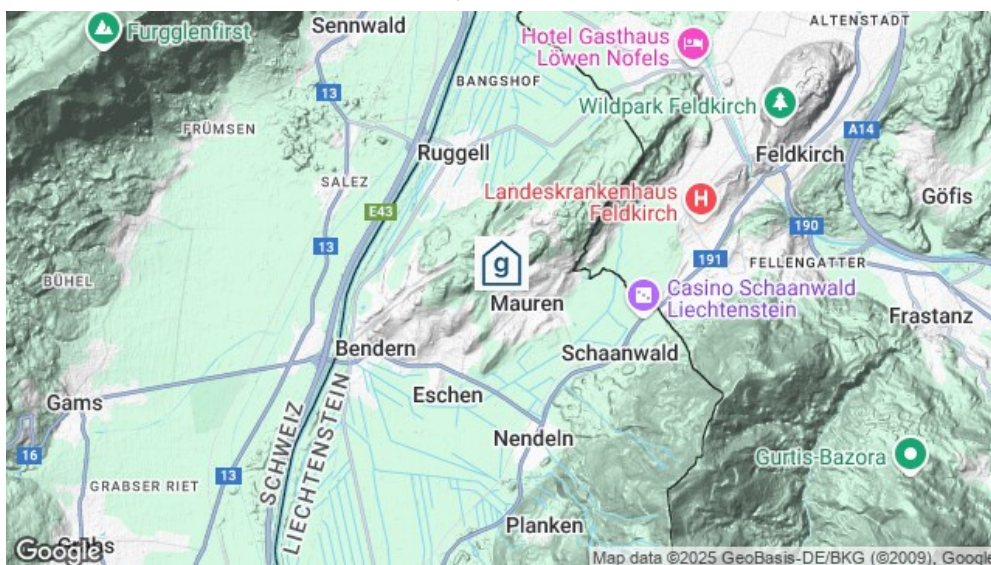 Furgglenfirst
Sennwald
Hotel Gasthaus
Löwen Nofels
ALTENSTADT
BANGSHOF
13
Wildpark Feldkirch
A14
FRÜMSEN
Ruggell
Feldkirch
SALEZ
Landeskrankenhaus
Feldkirch
H
Göfis
E43
190
13
191
FELLENGATTER
g
BÜHEL
Mauren
Casino Schaanwald
Liechtenstein
Frastanz
Bendern
Schaanwald
Eschen
Gams
SCHWEIZ
LIECHTENSTEIN
Nendeln
16
13
Gurtis-Bazora
GRABSER RIET
Planken
Google
Map data ©2025 GeoBasis-DE/BKG (©2009), Google